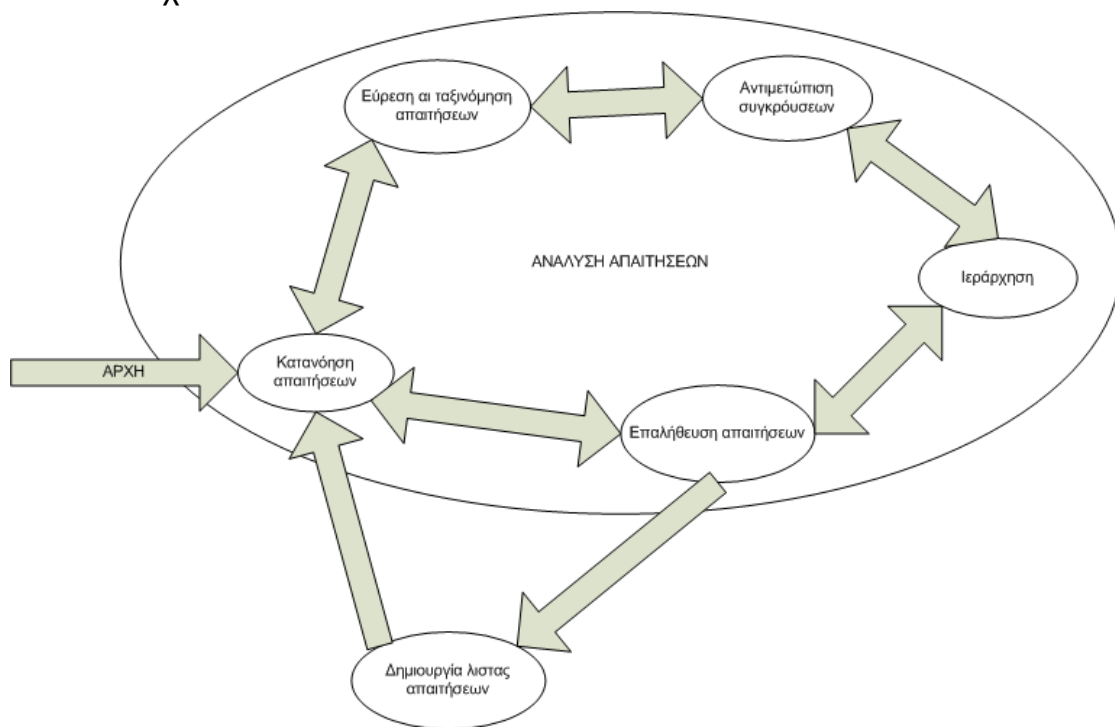 Εύρεση αι ταξινόμηση
απαιτήσεων
Αντιμετώπιση
συγκρούσεων
ΑΝΑΛΥΣΗ ΑΠΑΙΤΗΣΕΩΝ
Ιεράρχηση
ΑΡΧΗ
Κατανόηση
απαιτήσεων
Επαλήθευση απαιτήσεων
Δημιουργία λιστας
απαιτήσεων